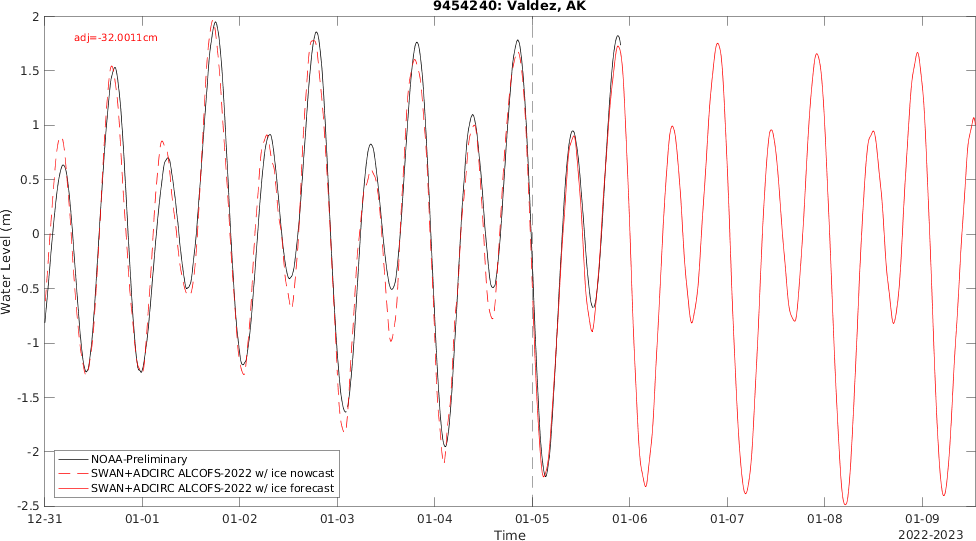 9454240: Valdez, AK
adj=-32.0011cm
2
1.5
1
0.5
0
-0.5
-1
-1.5
-2
-2.5
Water Level (m)
NOAA-Preliminary
SWAN+ADCIRC ALCOFS-2022 w/ ice nowcast
SWAN+ADCIRC ALCOFS-2022 w/ ice forecast
12-31 01-01 01-02 01-03 01-04 01-05 01-06 01-07 01-08 01-09
Time
2022-2023